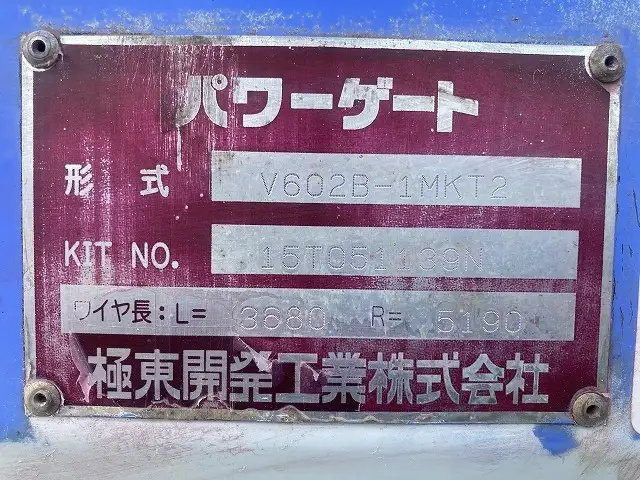 パワーゲート
形式 V602B-1MKT2
KIT NO. 15T051139N
ワイヤ長:L= 3680 R= 5190
極東開発工業株式会社